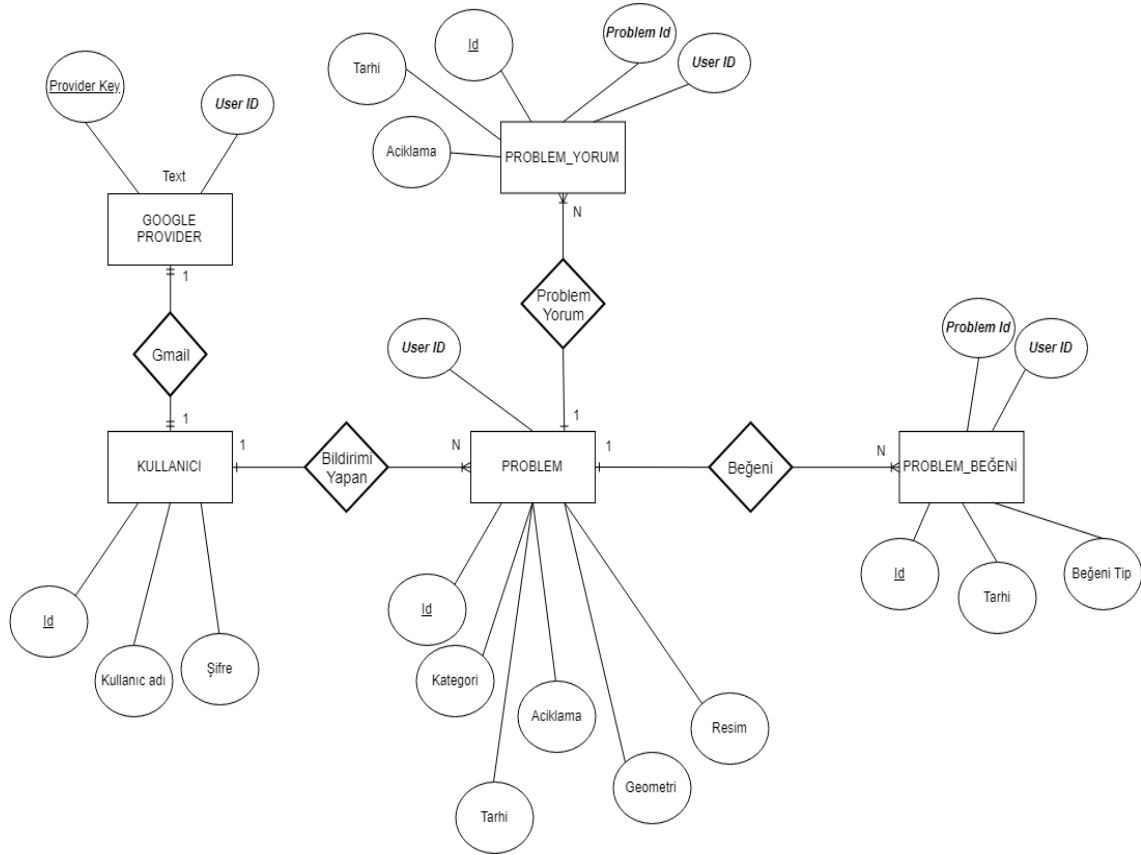 Id
Problem Id
User ID
Tarhi
Provider Key
User ID
Aciklama
PROBLEM_YORUM
Text
N
GOOGLE
PROVIDER
1
Problem
Yorum
Problem Id
User ID
User ID
Gmail
1
1
1
1
N
KULLANICI
Bildirimi
Yapan
PROBLEM
Beğeni
N
PROBLEM_BEĞENİ
Id
Tarhi
Beğeni Tip
Id
Id
Kullanıc adı
Şifre
Kategori
Aciklama
Resim
Geometri
Tarhi